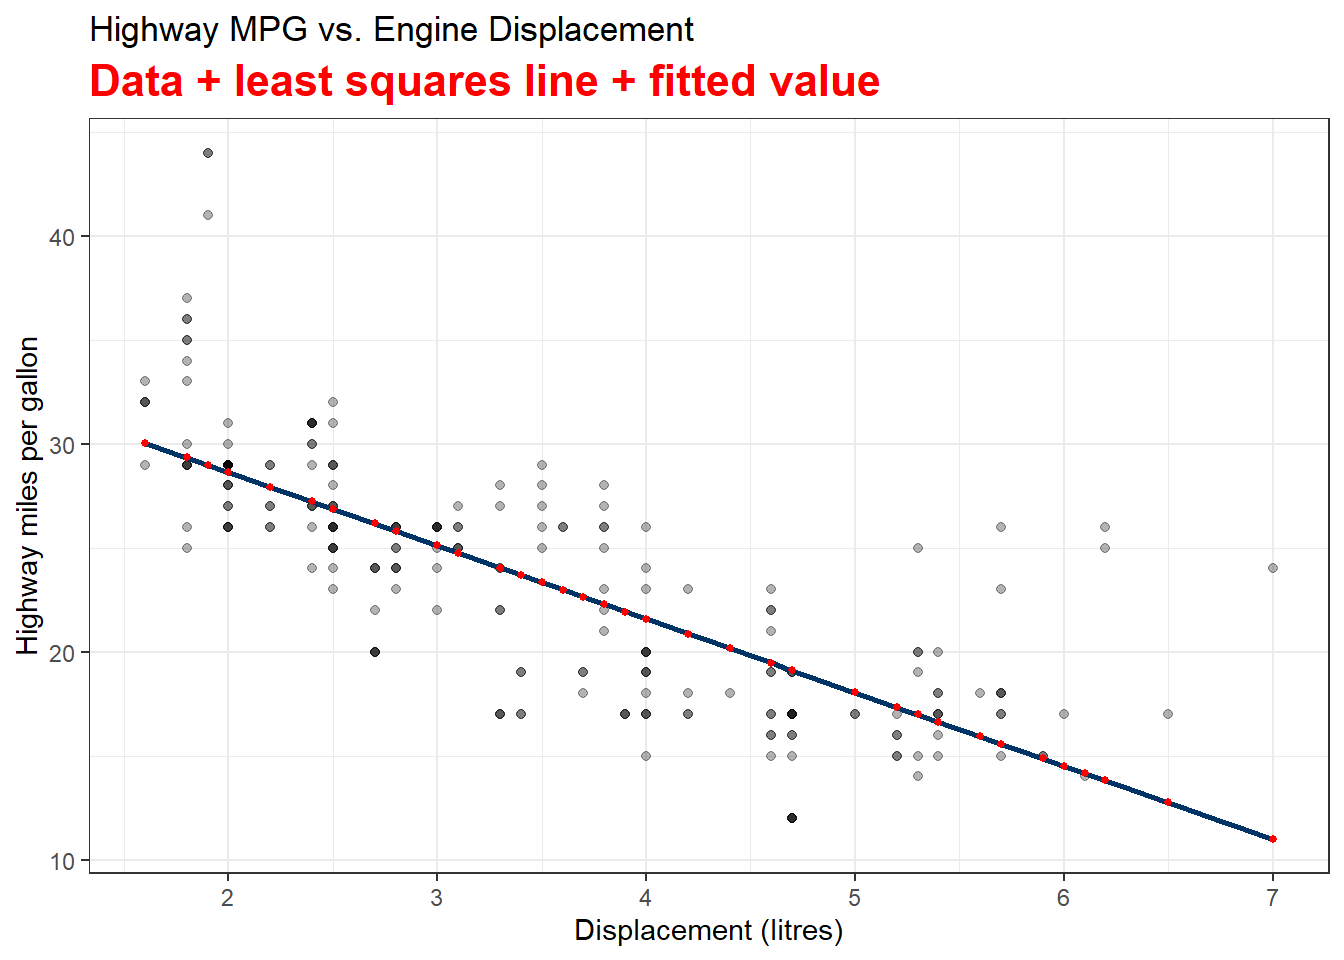 Highway MPG vs. Engine Displacement
Data + least squares line + fitted value
Highway miles per gallon
40
30
20
10
2 3 4 5 6 7
Displacement (litres)